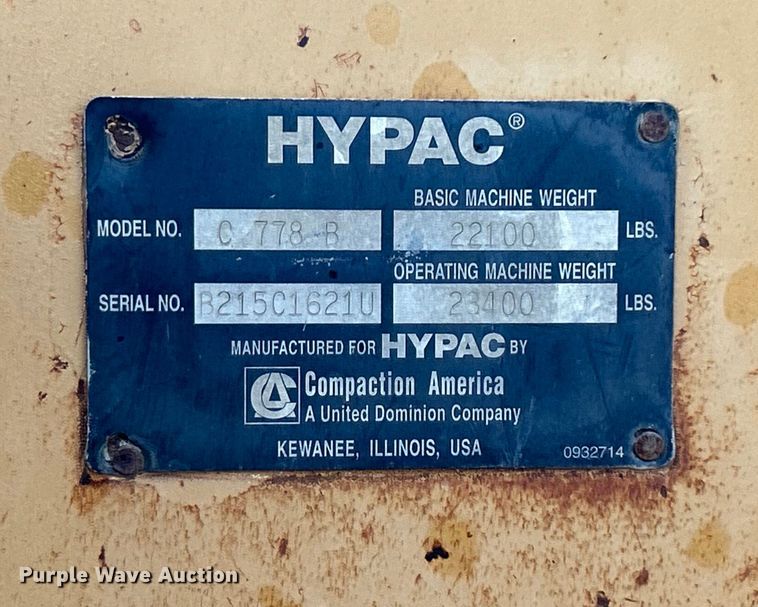 HYPAC®
BASIC MACHINE WEIGHT
MODEL NO. C 778 B 22100 LBS.
OPERATING MACHINE WEIGHT
SERIAL NO. B215C1621U 23400 LBS.
MANUFACTURED FOR HYPAC BY
CA Compaction America
A United Dominion Company
KEWANEE, ILLINOIS, USA 0932714
Purple Wave Auction